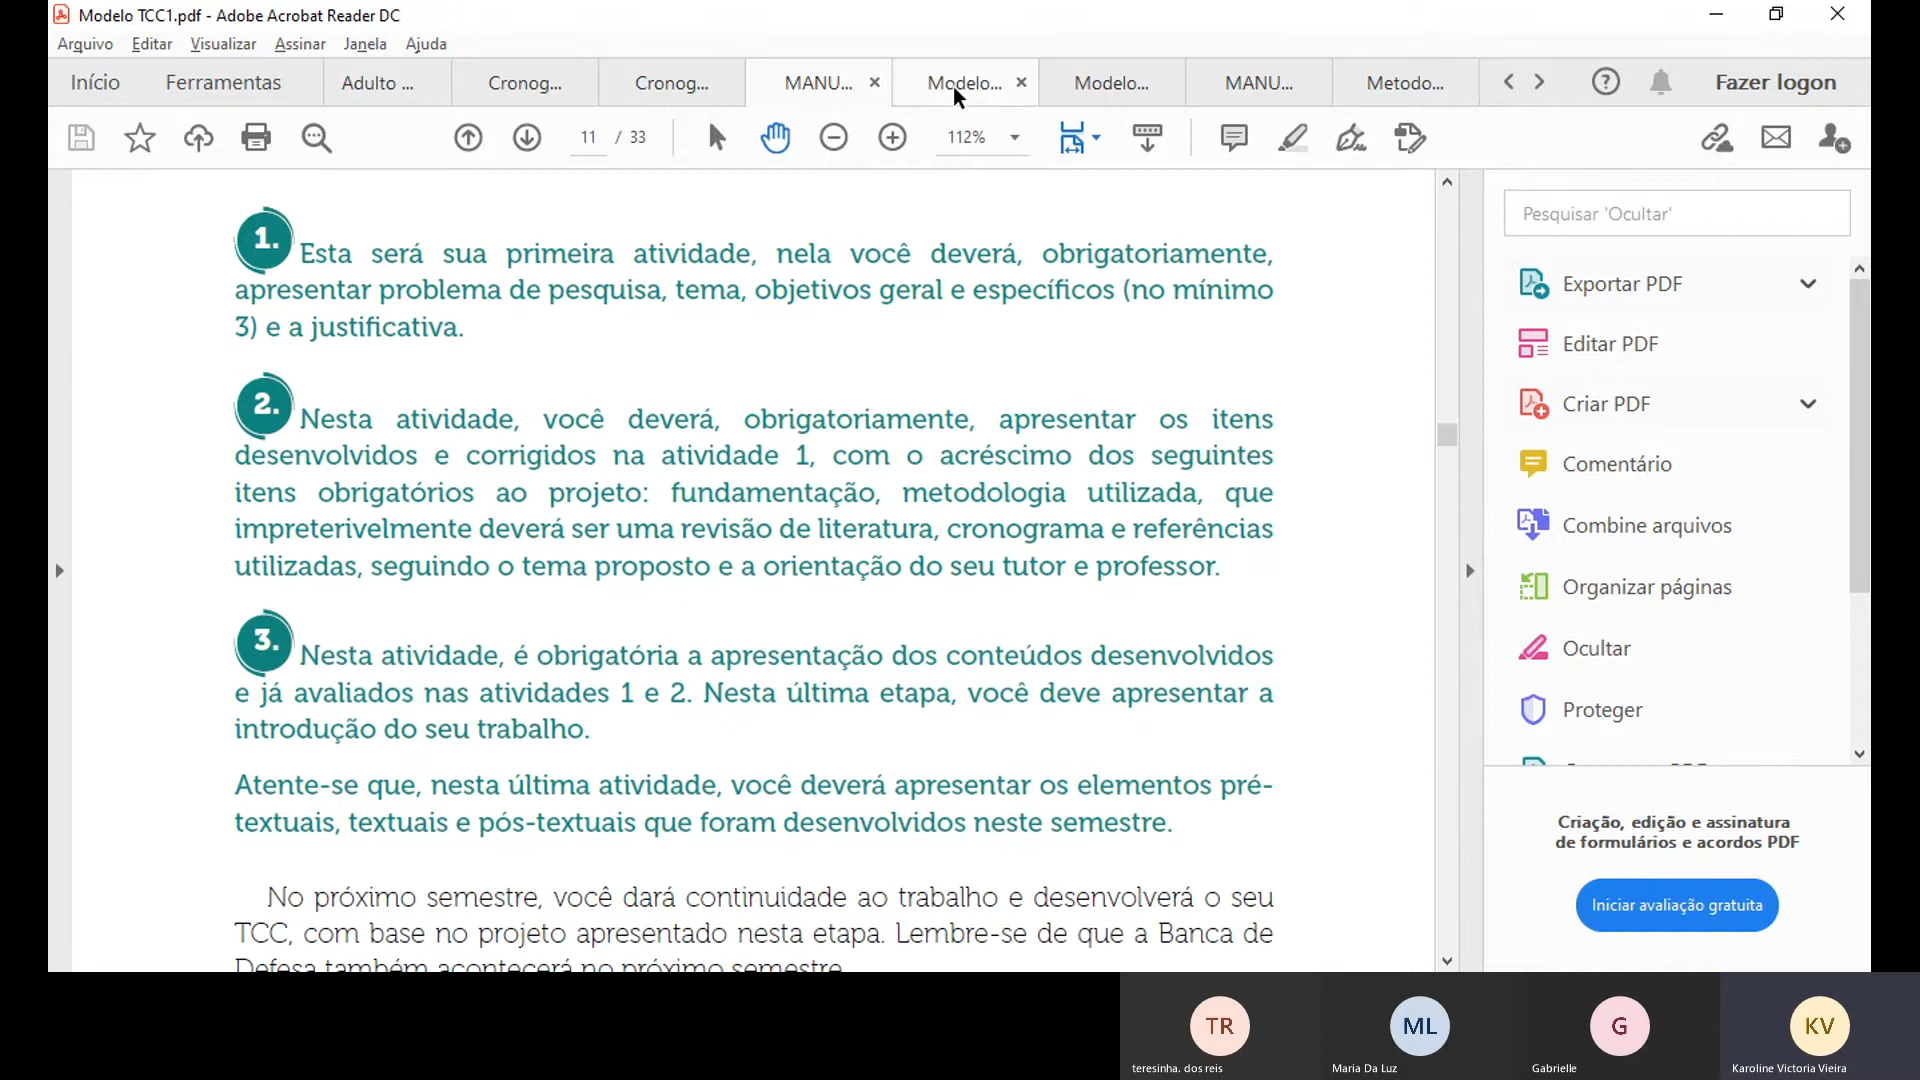 Modelo TCC1.pdf - Adobe Acrobat Reader DC
Arquivo Editar Visualizar Assinar Janela Ajuda
Início Ferramentas Adulto ... Cronog... Cronog... MANU... Modelo... Modelo... MANU... Metodo... Fazer logon
11 / 33 112%
1. Esta será sua primeira atividade, nela você deverá, obrigatoriamente,
apresentar problema de pesquisa, tema, objetivos geral e específicos (no mínimo
3) e a justificativa.
2. Nesta atividade, você deverá, obrigatoriamente, apresentar os itens
desenvolvidos e corrigidos na atividade 1, com o acréscimo dos seguintes
itens obrigatórios ao projeto: fundamentação, metodologia utilizada, que
impreterivelmente deverá ser uma revisão de literatura, cronograma e referências
utilizadas, seguindo o tema proposto e a orientação do seu tutor e professor.
3. Nesta atividade, é obrigatória a apresentação dos conteúdos desenvolvidos
e já avaliados nas atividades 1 e 2. Nesta última etapa, você deve apresentar a
introdução do seu trabalho.
Atente-se que, nesta última atividade, você deverá apresentar os elementos pré-
textuais, textuais e pós-textuais que foram desenvolvidos neste semestre.
No próximo semestre, você dará continuidade ao trabalho e desenvolverá o seu
TCC, com base no projeto apresentado nesta etapa. Lembre-se de que a Banca de
Defesa também acontecerá no próximo semestre.
Pesquisar 'Ocultar'
Exportar PDF
Editar PDF
Criar PDF
Comentário
Combine arquivos
Organizar páginas
Ocultar
Proteger
Criação, edição e assinatura
de formulários e acordos PDF
Iniciar avaliação gratuita
TR ML G KV
teresinha. dos reis Maria Da Luz Gabrielle Karoline Victoria Vieira